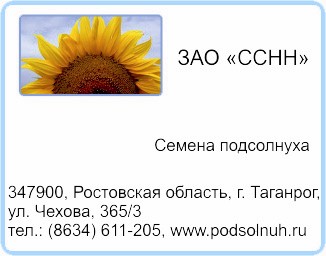 ЗАО «ССНН»
Семена подсолнуха
347900, Ростовская область, г. Таганрог,
ул. Чехова, 365/3
тел.: (8634) 611-205, www.podsolnuh.ru